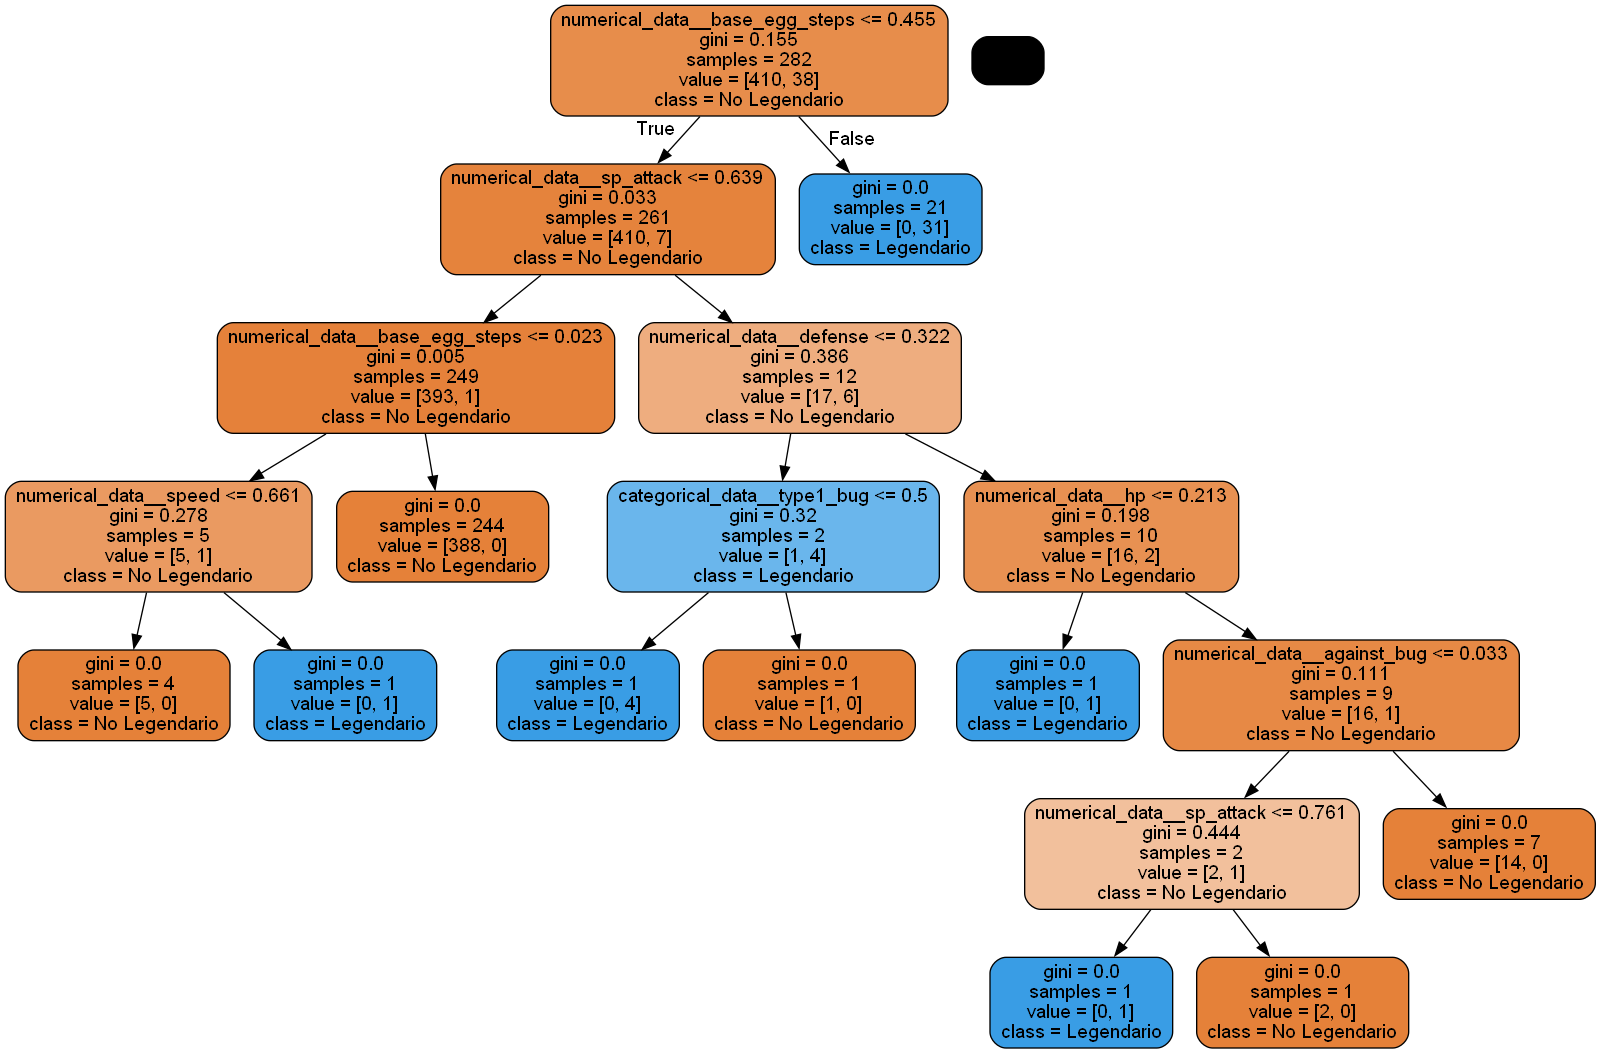 numerical_data__base_egg_steps <= 0.455
gini = 0.155
samples = 282
value = [410, 38]
class = No Legendario
True
False
numerical_data__sp_attack <= 0.639
gini = 0.033
samples = 261
value = [410, 7]
class = No Legendario
gini = 0.0
samples = 21
value = [0, 31]
class = Legendario
numerical_data__base_egg_steps <= 0.023
gini = 0.005
samples = 249
value = [393, 1]
class = No Legendario
numerical_data__defense <= 0.322
gini = 0.386
samples = 12
value = [17, 6]
class = No Legendario
numerical_data__speed <= 0.661
gini = 0.278
samples = 5
value = [5, 1]
class = No Legendario
gini = 0.0
samples = 244
value = [388, 0]
class = No Legendario
categorical_data__type1_bug <= 0.5
gini = 0.32
samples = 2
value = [1, 4]
class = Legendario
numerical_data__hp <= 0.213
gini = 0.198
samples = 10
value = [16, 2]
class = No Legendario
gini = 0.0
samples = 4
value = [5, 0]
class = No Legendario
gini = 0.0
samples = 1
value = [0, 1]
class = Legendario
gini = 0.0
samples = 1
value = [0, 4]
class = Legendario
gini = 0.0
samples = 1
value = [1, 0]
class = No Legendario
gini = 0.0
samples = 1
value = [0, 1]
class = Legendario
numerical_data__against_bug <= 0.033
gini = 0.111
samples = 9
value = [16, 1]
class = No Legendario
numerical_data__sp_attack <= 0.761
gini = 0.444
samples = 2
value = [2, 1]
class = No Legendario
gini = 0.0
samples = 7
value = [14, 0]
class = No Legendario
gini = 0.0
samples = 1
value = [0, 1]
class = Legendario
gini = 0.0
samples = 1
value = [2, 0]
class = No Legendario